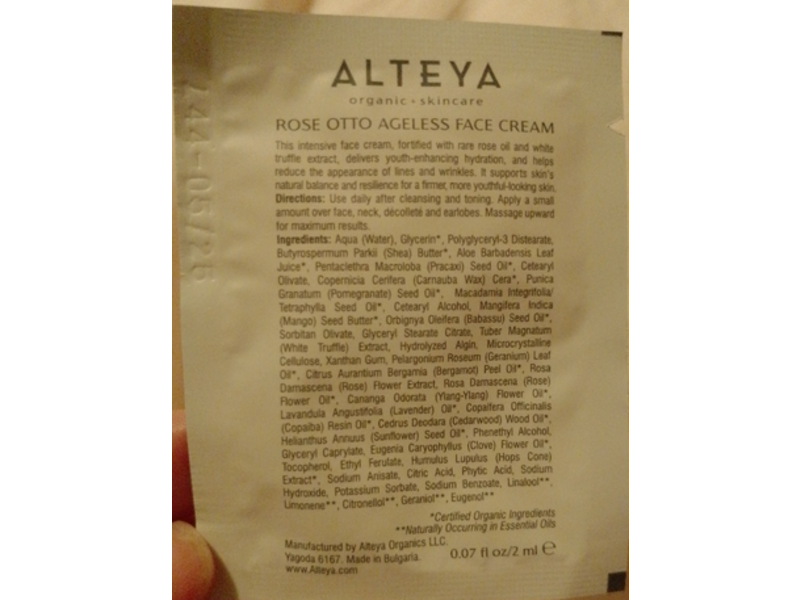 ALTEYA
organic • skincare
ROSE OTTO AGELESS FACE CREAM
This intensive face cream, fortified with rare rose oil and white
truffle extract, delivers youth-enhancing hydration, and helps
reduce the appearance of lines and wrinkles. It supports skin's
natural balance and resilience for a firmer, more youthful-looking skin.
Directions: Use daily after cleansing and toning. Apply a small
amount over face, neck, décolleté and earlobes. Massage upward
for maximum results.
Ingredients: Aqua (Water), Glycerin*, Polyglyceryl-3 Distearate,
Butyrospermum Parkii (Shea) Butter*, Aloe Barbadensis Leaf
Juice*, Pentaclethra Macroloba (Pracaxi) Seed Oil*, Cetearyl
Olivate, Copernicia Cerifera (Carnauba Wax) Cera*, Punica
Granatum (Pomegranate) Seed Oil*, Macadamia Integrifolia/
Tetraphylla Seed Oil*, Cetearyl Alcohol, Mangifera Indica
(Mango) Seed Butter*, Orbignya Oleifera (Babassu) Seed Oil*,
Sorbitan Olivate, Glyceryl Stearate Citrate, Tuber Magnatum
(White Truffle) Extract, Hydrolyzed Algin, Microcrystalline
Cellulose, Xanthan Gum, Pelargonium Roseum (Geranium) Leaf
Oil*, Citrus Aurantium Bergamia (Bergamot) Peel Oil*, Rosa
Damascena (Rose) Flower Extract, Rosa Damascena (Rose)
Flower Oil*, Cananga Odorata (Ylang-Ylang) Flower Oil*,
Lavandula Angustifolia (Lavender) Oil*, Copaifera Officinalis
(Copaiba) Resin Oil*, Cedrus Deodara (Cedarwood) Wood Oil*,
Helianthus Annuus (Sunflower) Seed Oil*, Phenethyl Alcohol,
Glyceryl Caprylate, Eugenia Caryophyllus (Clove) Flower Oil*,
Tocopherol, Ethyl Ferulate, Humulus Lupulus (Hops Cone)
Extract*, Sodium Anisate, Citric Acid, Phytic Acid, Sodium
Hydroxide, Potassium Sorbate, Sodium Benzoate, Linalool**,
Limonene**, Citronellol**, Geraniol**, Eugenol**
*Certified Organic Ingredients
**Naturally Occurring in Essential Oils
Manufactured by Alteya Organics LLC.
Yagoda 6167. Made in Bulgaria.
www.Alteya.com
0.07 fl oz/2 ml ℮